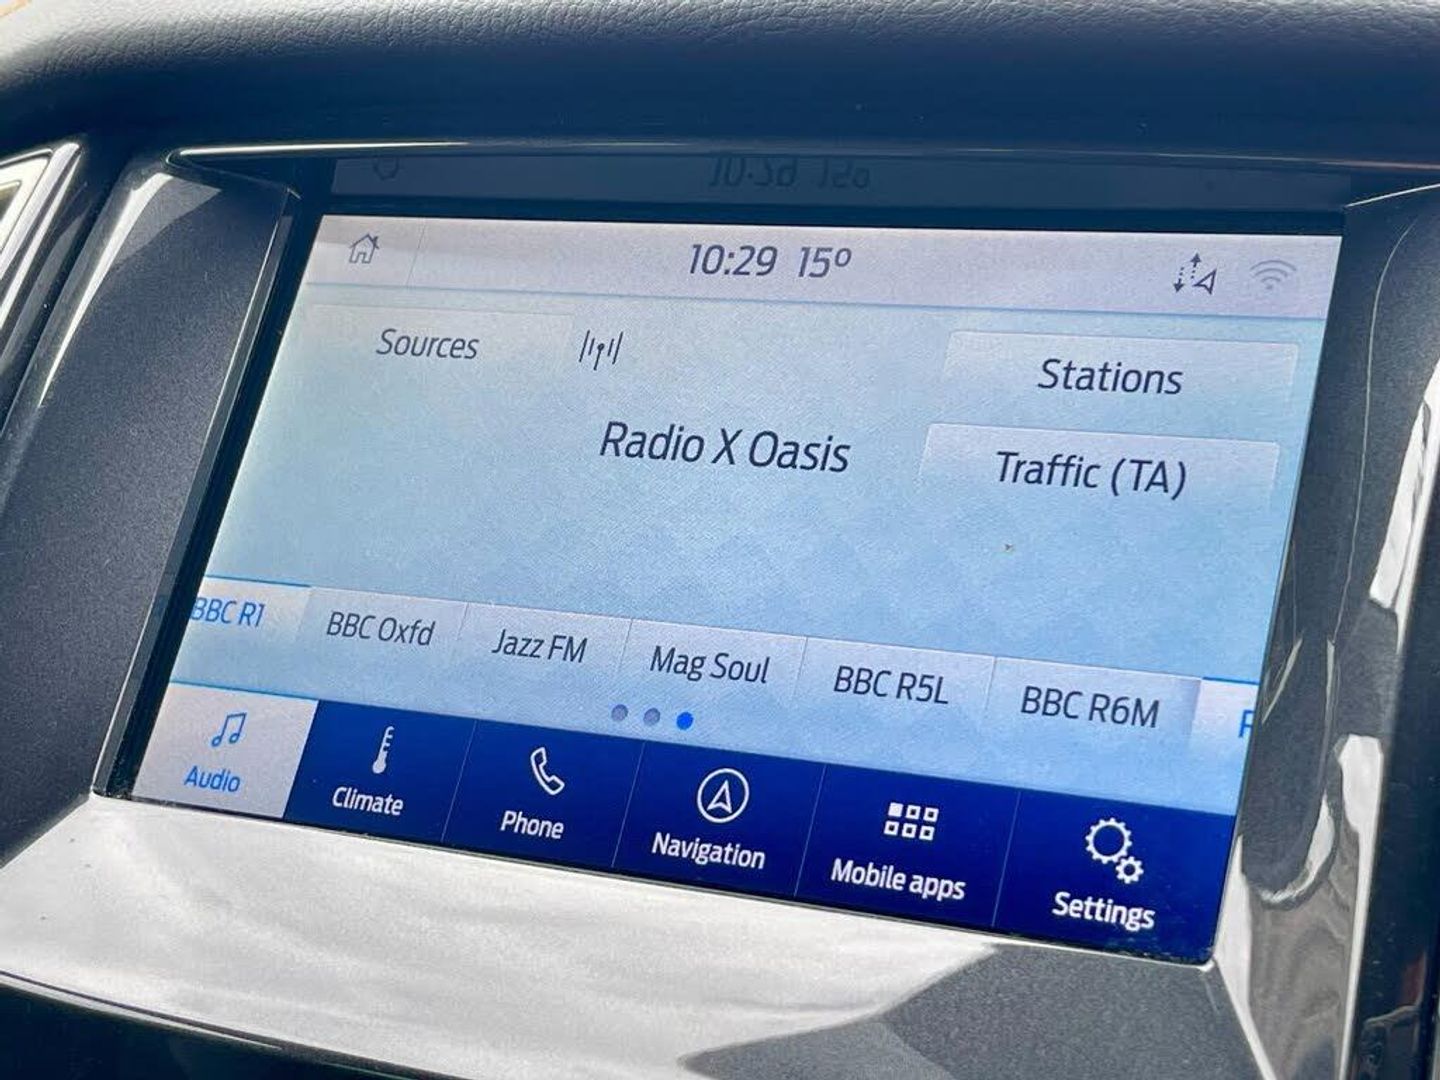 10:29 15°
Sources
Stations
Radio X Oasis
Traffic (TA)
BBC R1
BBC Oxfd
Jazz FM
Mag Soul
BBC R5L
BBC R6M
Audio
Climate
Phone
Navigation
Mobile apps
Settings